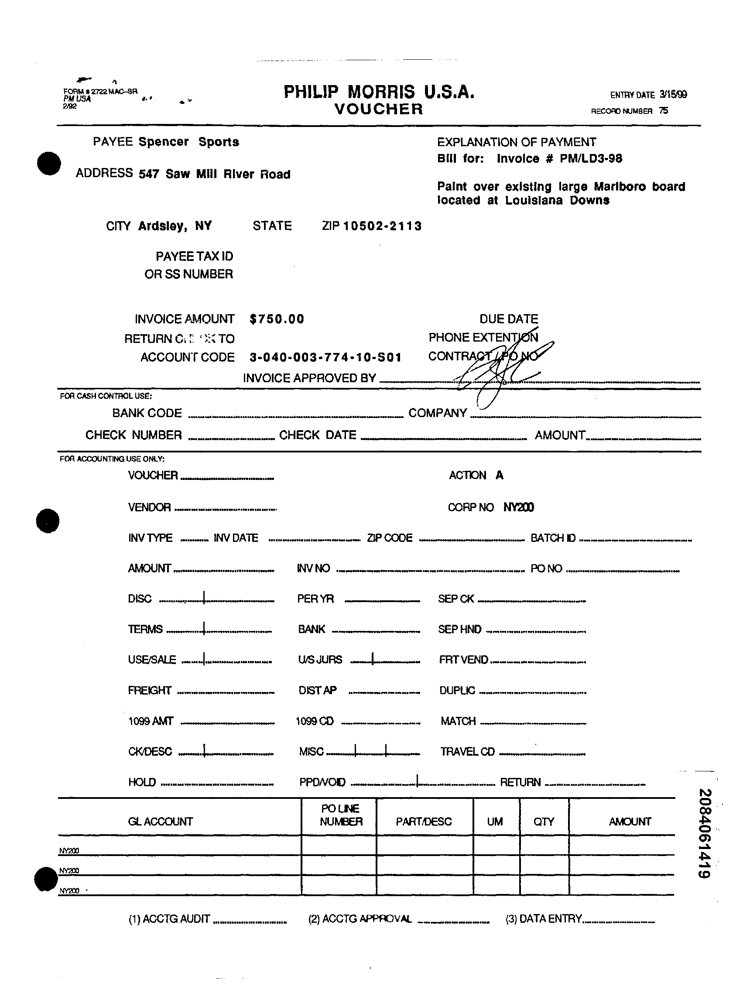 FORM # 2722 MAC-SR
PM USA
2/92
PHILIP MORRIS U.S.A.
VOUCHER
ENTRY DATE 3/15/99
RECORD NUMBER 75
PAYEE Spencer Sports
EXPLANATION OF PAYMENT
Bill for: Invoice # PM/LD3-98
ADDRESS 547 Saw Mill River Road
Paint over existing large Marlboro board
located at Louisiana Downs
CITY Ardsley, NY STATE ZIP 10502-2113
PAYEE TAX ID
OR SS NUMBER
INVOICE AMOUNT $750.00 DUE DATE
RETURN TO PHONE EXTENTION
ACCOUNT CODE 3-040-003-774-10-S01 CONTRACT / PO NO
INVOICE APPROVED BY
FOR CASH CONTROL USE:
BANK CODE COMPANY
CHECK NUMBER CHECK DATE AMOUNT
FOR ACCOUNTING USE ONLY:
VOUCHER ACTION A
VENDOR CORP NO NY200
INV TYPE INV DATE ZIP CODE BATCH ID
AMOUNT INV NO PO NO
DISC PER YR SEP CK
TERMS BANK SEP HND
USE/SALE U/S JURS FRT VEND
FREIGHT DIST AP DUPLIC
1099 AMT 1099 CD MATCH
CK/DESC MISC TRAVEL CD
HOLD PPD/VOID RETURN
GL ACCOUNT PO LINE NUMBER PART/DESC UM QTY AMOUNT
NY200
NY200
NY200
(1) ACCTG AUDIT (2) ACCTG APPROVAL (3) DATA ENTRY
2084061419